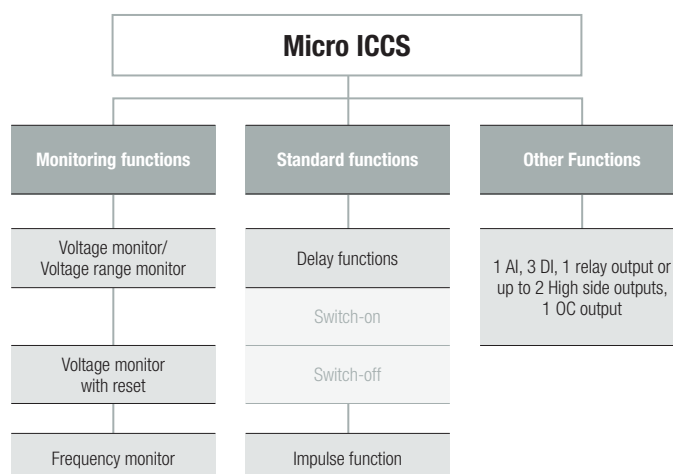 Micro ICCS
Monitoring functions
Standard functions
Other Functions
Voltage monitor/
Voltage range monitor
Voltage monitor
with reset
Frequency monitor
Delay functions
Switch-on
Switch-off
Impulse function
1 AI, 3 DI, 1 relay output or
up to 2 High side outputs,
1 OC output